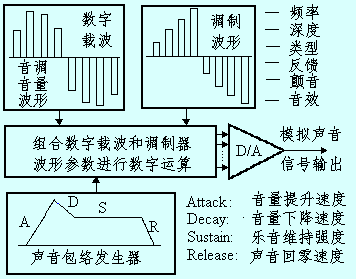 数字
载波
音调
音量
波形
调制
波形
频率
深度
类型
反馈
颤音
音效
组合数字载波和调制器
波形参数进行数字运算
D/A
模拟声音
信号输出
A
D
S
R
声音包络发生器
Attack: 音量提升速度
Decay: 音量下降速度
Sustain: 乐音维持强度
Release: 声音回零速度